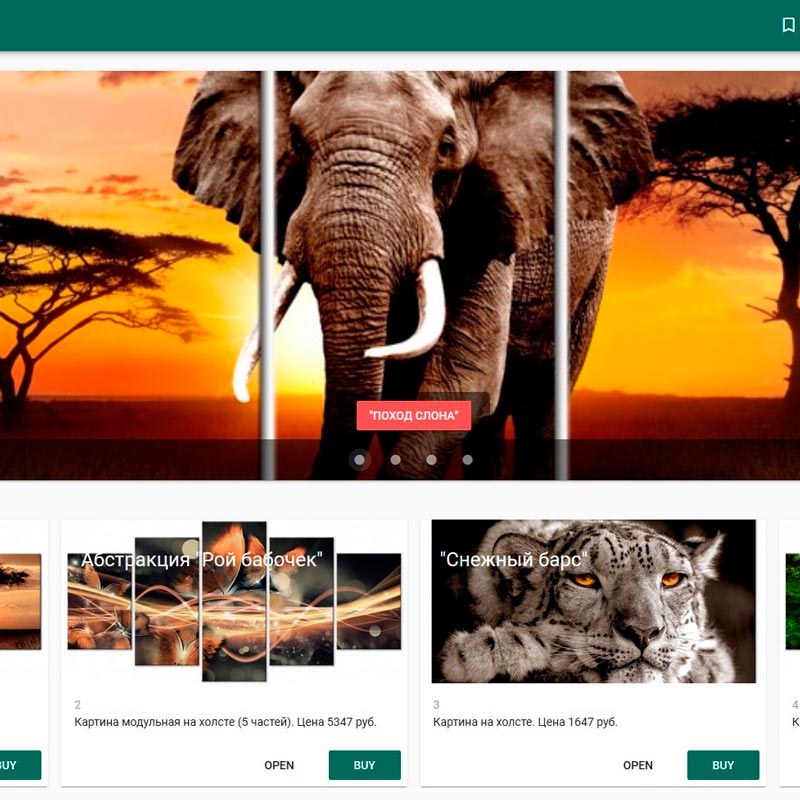 "ПОХОД СЛОНА"
Абстракция "Рой бабочек"
"Снежный барс"
2
3
4
Картина модульная на холсте (5 частей). Цена 5347 руб.
Картина на холсте. Цена 1647 руб.
OPEN
BUY
OPEN
BUY